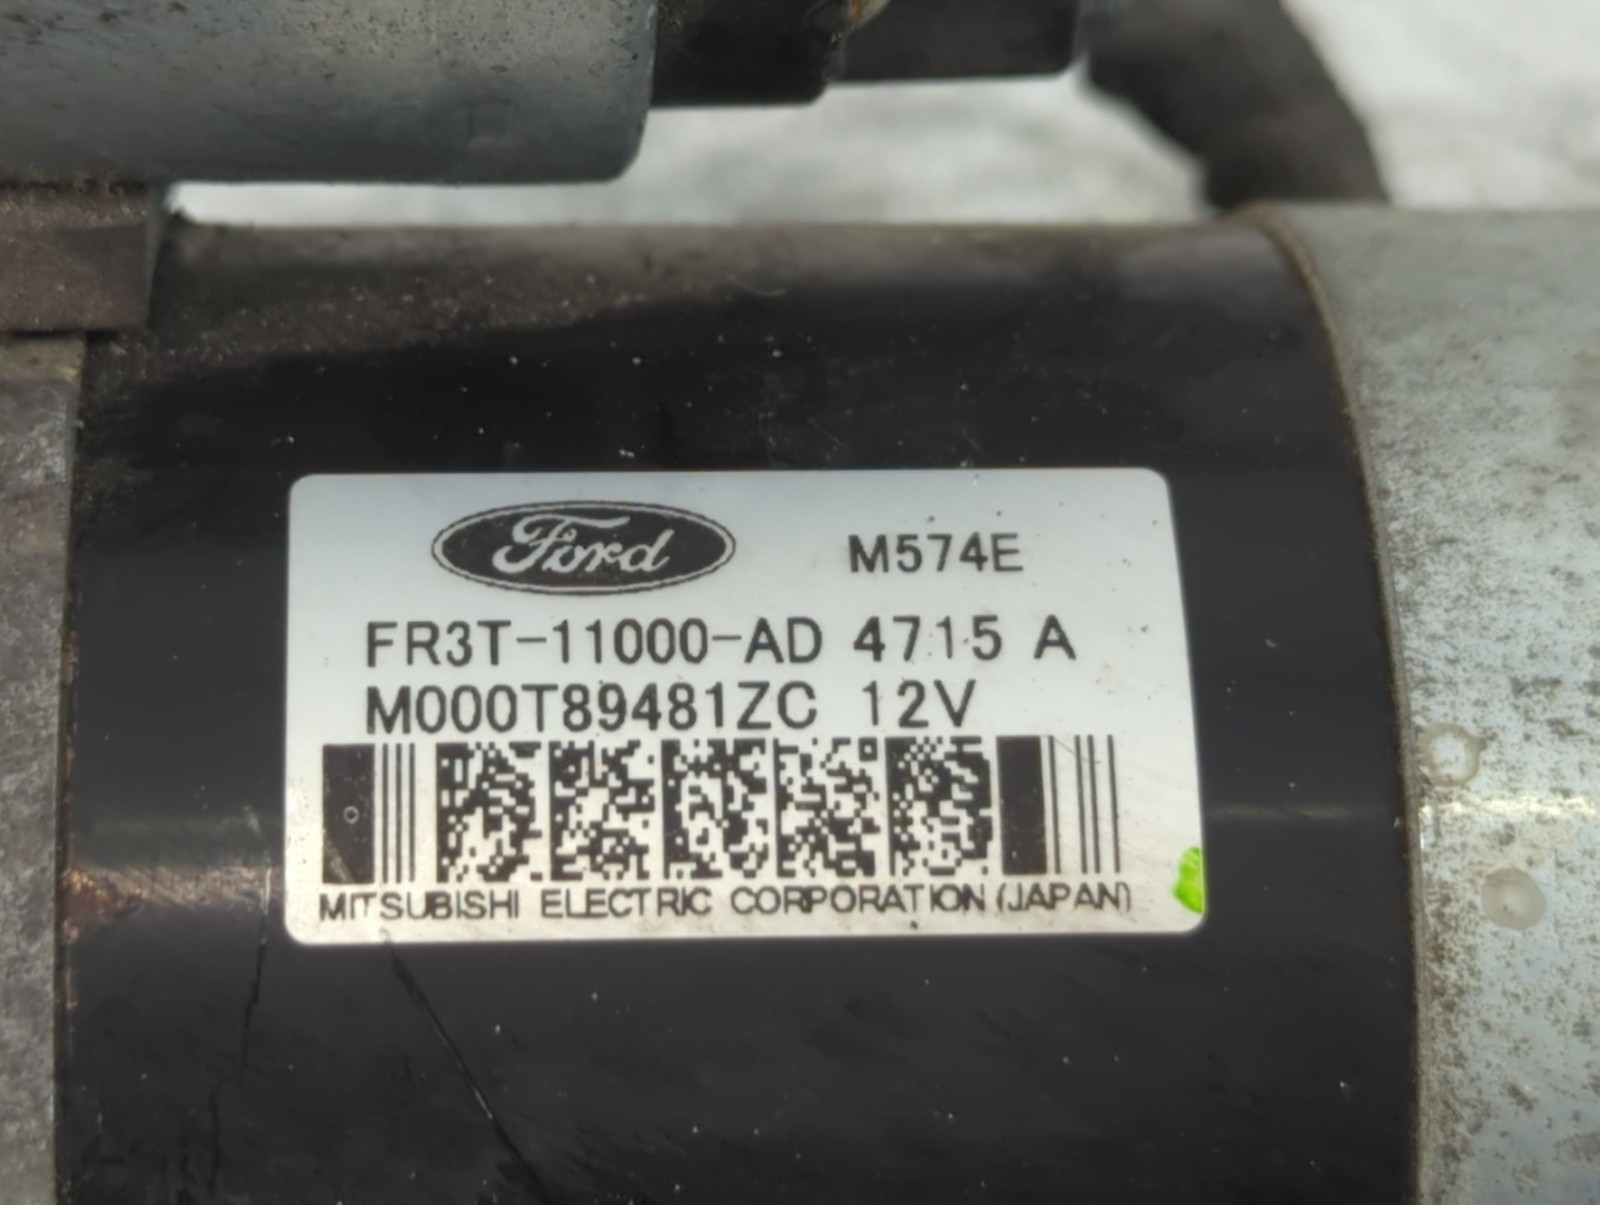 Ford M574E
FR3T-11000-AD 4715 A
M000T89481ZC 12V
MITSUBISHI ELECTRIC CORPORATION (JAPAN)